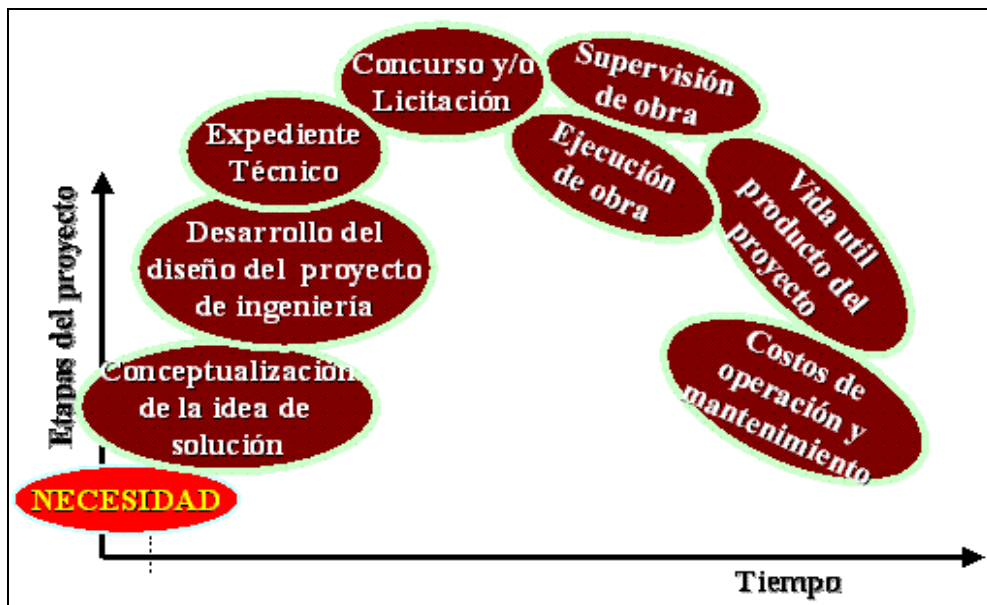 Concurso y/o
Licitación
Supervisión
de obra
Expediente
Técnico
Ejecución
de obra
Vida util
producto del
proyecto
Desarrollo del
diseño del proyecto
de ingeniería
Conceptualización
de la idea de
solución
Costos de
operación y
mantenimiento
NECESIDAD
Etapas del proyecto
Tiempo